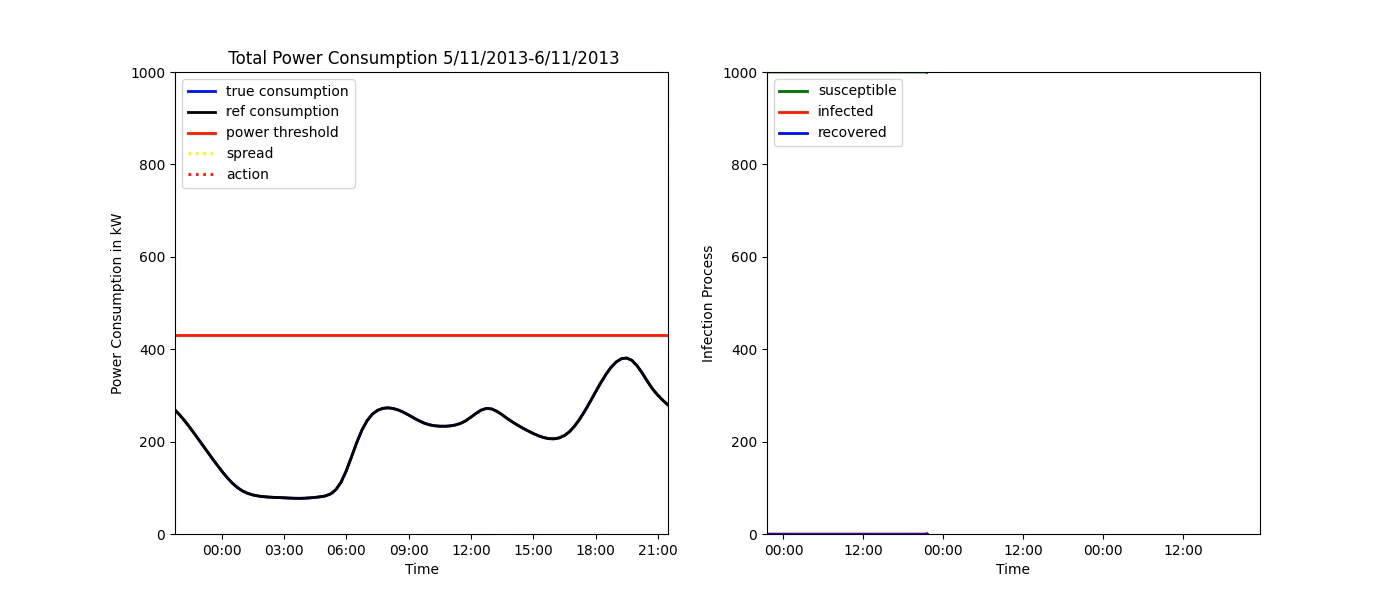 Total Power Consumption 5/11/2013-6/11/2013
1000
800
600
400
200
0
Power Consumption in kW
true consumption
ref consumption
power threshold
spread
action
00:00 03:00 06:00 09:00 12:00 15:00 18:00 21:00
Time
1000
800
600
400
200
0
Infection Process
susceptible
infected
recovered
00:00 12:00 00:00 12:00 00:00 12:00
Time